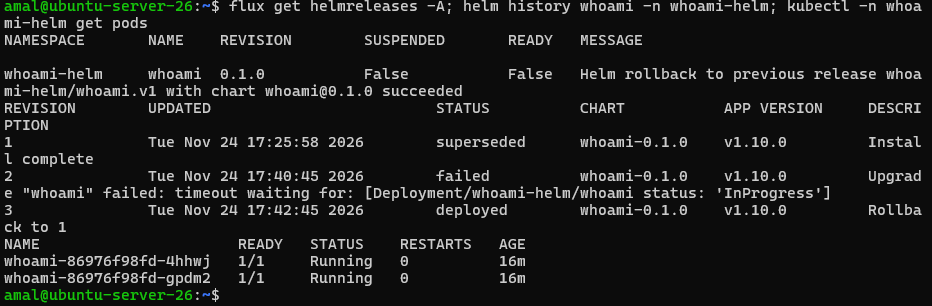 amal@ubuntu-server-26:~$ flux get helmreleases -A; helm history whoami -n whoami-helm; kubectl -n whoa
mi-helm get pods
NAMESPACE       NAME    REVISION        SUSPENDED       READY   MESSAGE
whoami-helm     whoami  0.1.0           False           False   Helm rollback to previous release whoa
mi-helm/whoami.v1 with chart whoami@0.1.0 succeeded
REVISION        UPDATED                         STATUS          CHART           APP VERSION     DESCRI
PTION
1               Tue Nov 24 17:25:58 2026        superseded      whoami-0.1.0    v1.10.0         Instal
l complete
2               Tue Nov 24 17:40:45 2026        failed          whoami-0.1.0    v1.10.0         Upgrad
e "whoami" failed: timeout waiting for: [Deployment/whoami-helm/whoami status: 'InProgress']
3               Tue Nov 24 17:42:45 2026        deployed        whoami-0.1.0    v1.10.0         Rollba
ck to 1
NAME                      READY   STATUS    RESTARTS   AGE
whoami-86976f98fd-4hhwj   1/1     Running   0          16m
whoami-86976f98fd-gpdm2   1/1     Running   0          16m
amal@ubuntu-server-26:~$